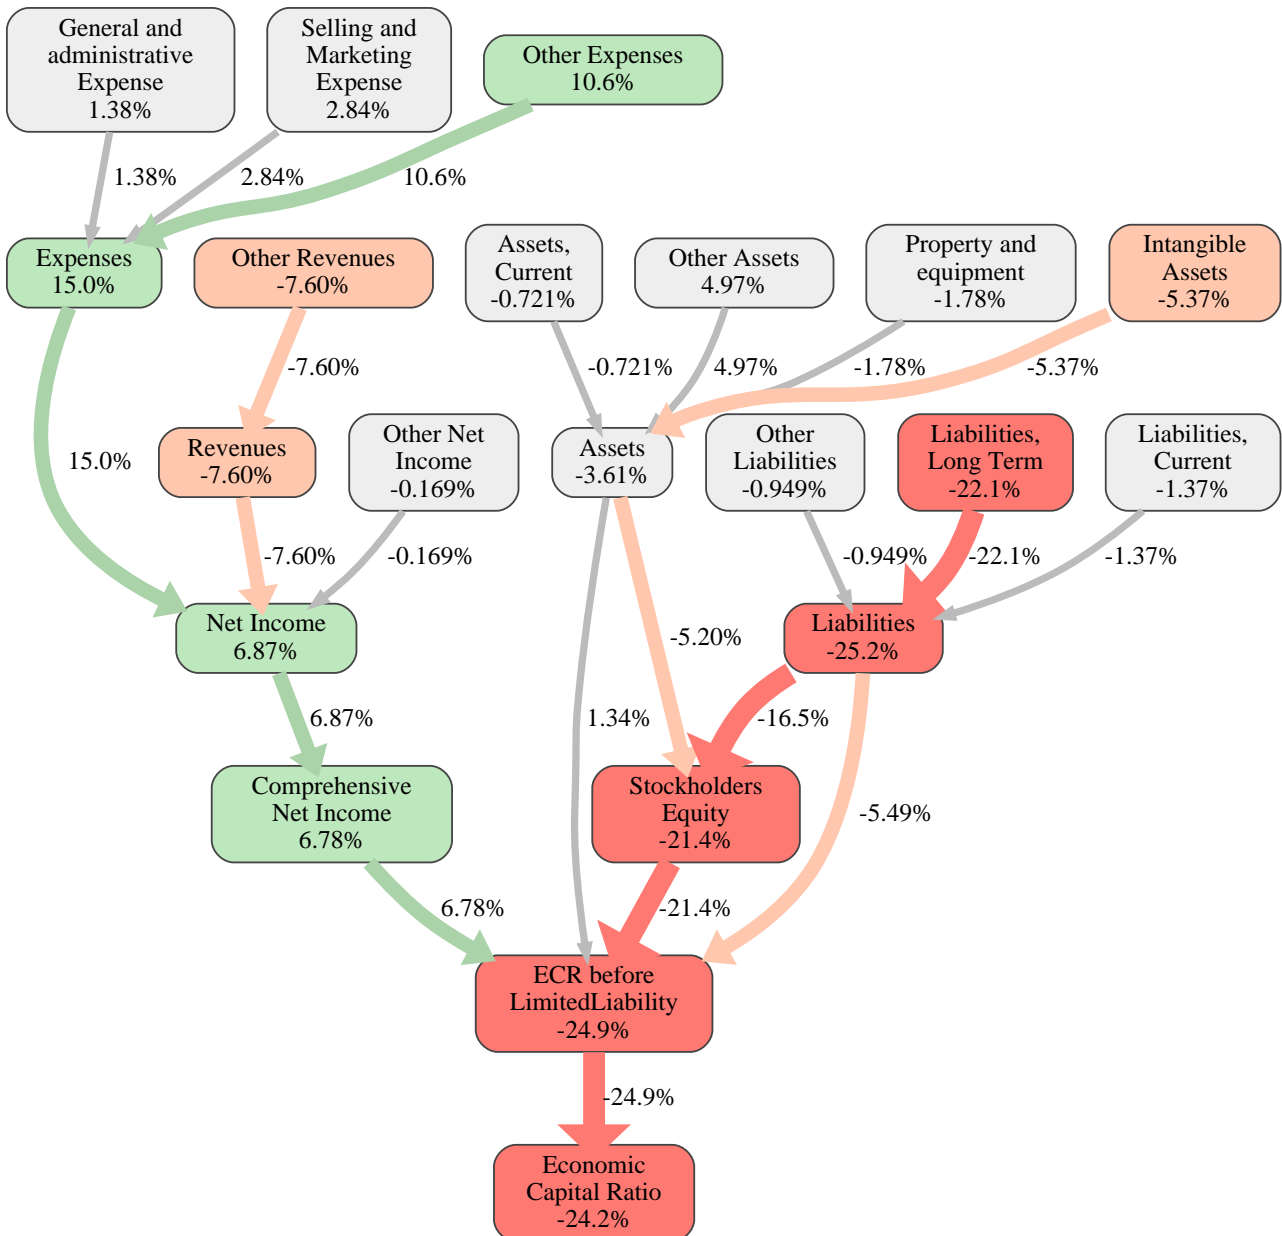 General and
administrative
Expense
1.38%
Selling and
Marketing
Expense
2.84%
Other Expenses
10.6%
1.38%
2.84%
10.6%
Expenses
15.0%
Other Revenues
-7.60%
Assets,
Current
-0.721%
Other Assets
4.97%
Property and
equipment
-1.78%
Intangible
Assets
-5.37%
-7.60%
-0.721%
4.97%
-1.78%
-5.37%
15.0%
Revenues
-7.60%
Other Net
Income
-0.169%
Assets
-3.61%
Other
Liabilities
-0.949%
Liabilities,
Long Term
-22.1%
Liabilities,
Current
-1.37%
-7.60%
-0.169%
-0.949%
-22.1%
-1.37%
Net Income
6.87%
-5.20%
Liabilities
-25.2%
6.87%
1.34%
-16.5%
Comprehensive
Net Income
6.78%
Stockholders
Equity
-21.4%
-5.49%
6.78%
-21.4%
ECR before
LimitedLiability
-24.9%
-24.9%
Economic
Capital Ratio
-24.2%